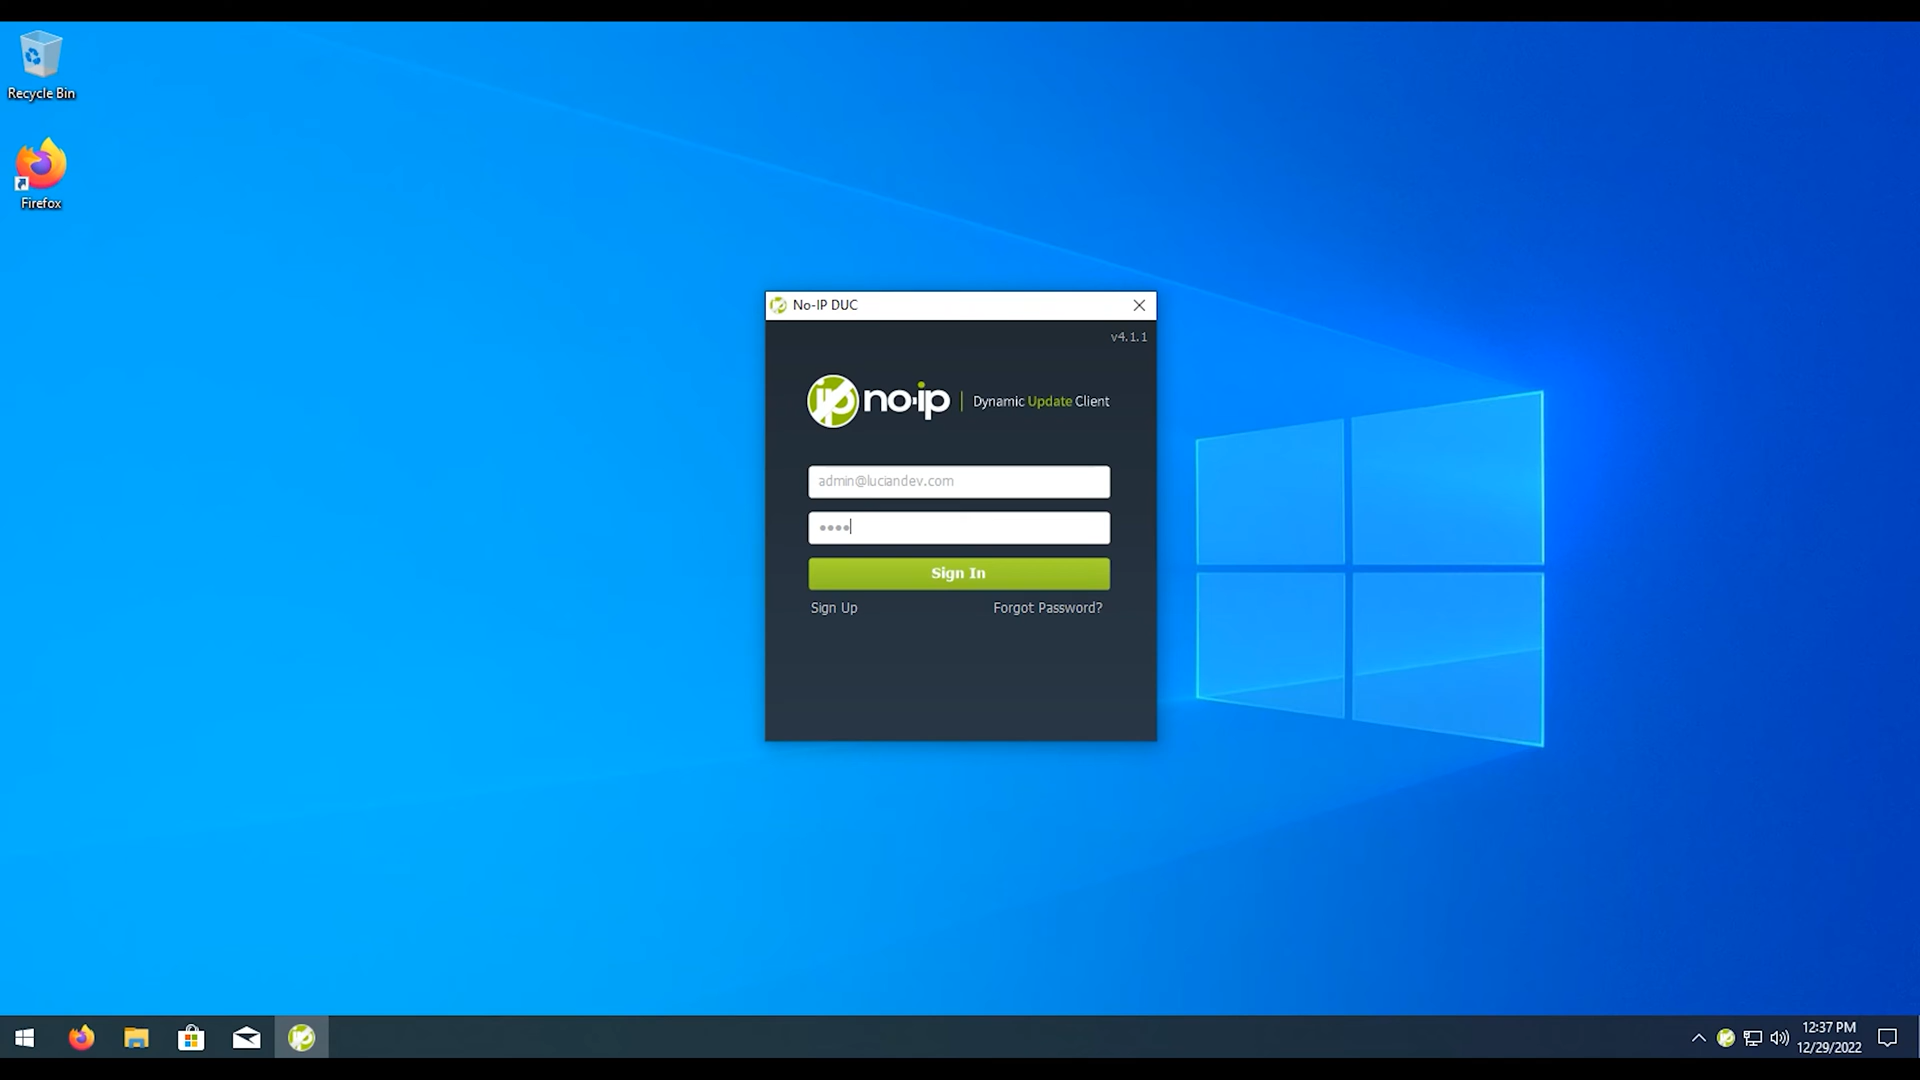 Recycle Bin
Firefox
No-IP DUC
v4.1.1
no-ip | Dynamic Update Client
admin@luciandev.com
••••
Sign In
Sign Up Forgot Password?
12:37 PM
12/29/2022